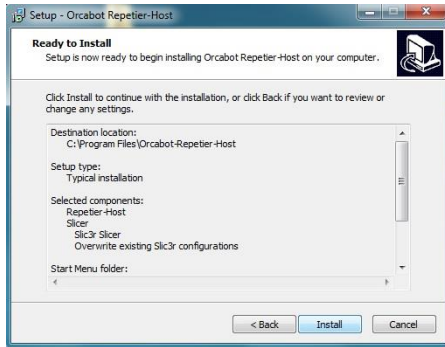 Setup - Orcabot Repetier-Host
Ready to Install
Setup is now ready to begin installing Orcabot Repetier-Host on your computer.
Click Install to continue with the installation, or click Back if you want to review or
change any settings.
Destination location:
C:\Program Files\Orcabot-Repetier-Host
Setup type:
Typical installation
Selected components:
Repetier-Host
Slicer
Slic3r Slicer
Overwrite existing Slic3r configurations
Start Menu folder:
< Back
Install
Cancel